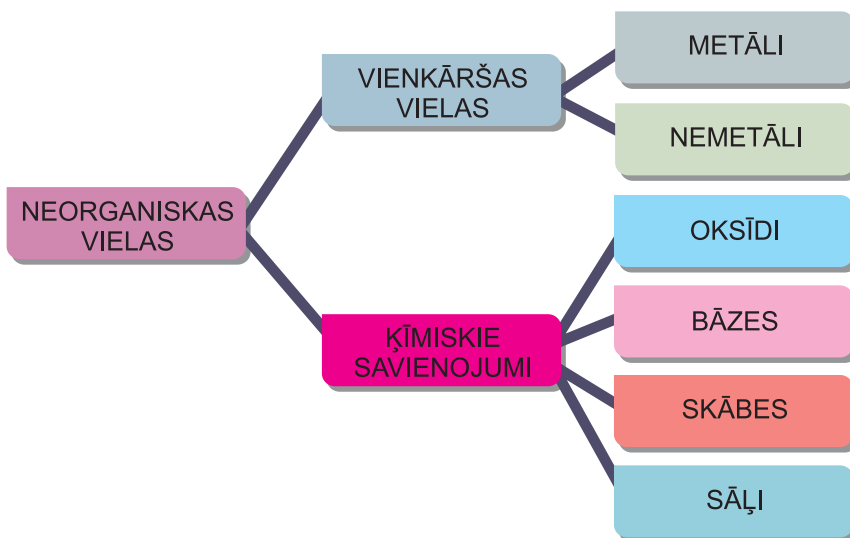 NEORGANISKAS
VIELAS
VIENKĀRŠAS
VIELAS
METĀLI
NEMETĀLI
ĶĪMISKIE
SAVIENOJUMI
OKSĪDI
BĀZES
SKĀBES
SĀĻI